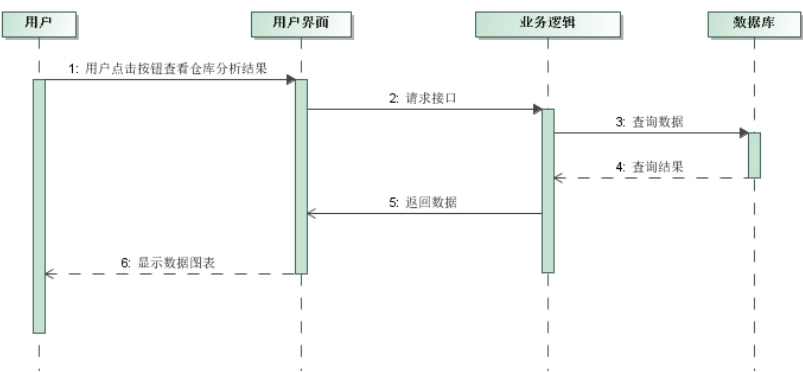 用户
用户界面
业务逻辑
数据库
1: 用户点击按钮查看仓库分析结果
2: 请求接口
3: 查询数据
4: 查询结果
5: 返回数据
6: 显示数据图表